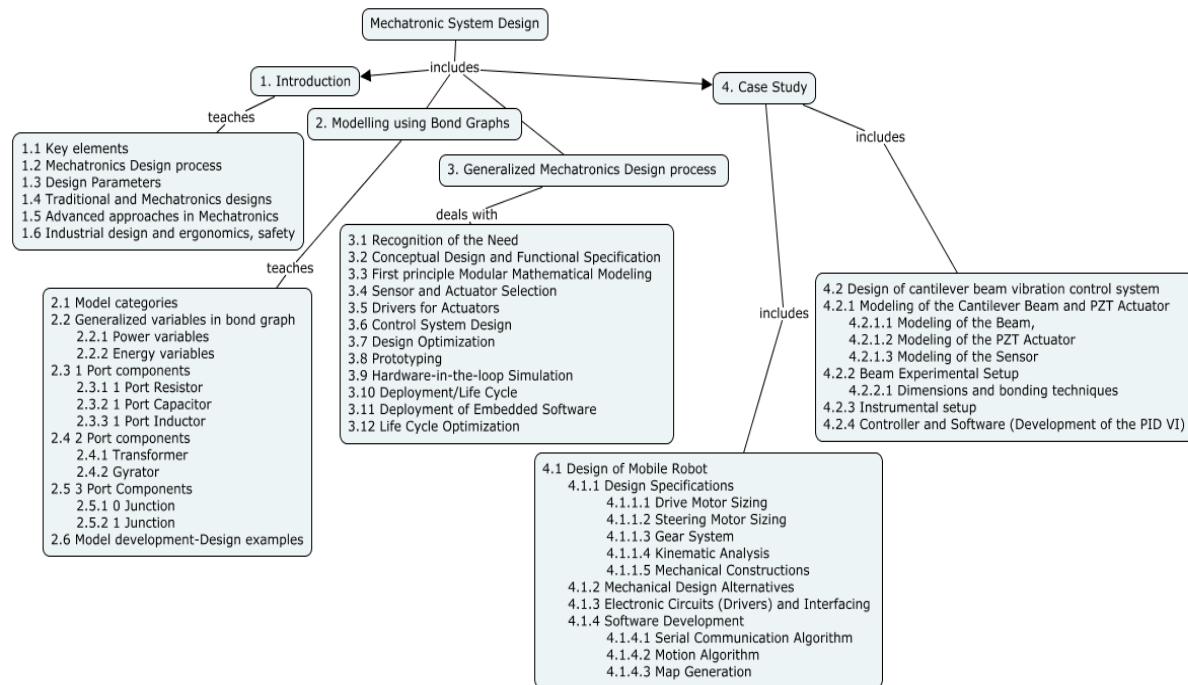 Mechatronic System Design
includes
1. Introduction
4. Case Study
teaches
2. Modelling using Bond Graphs
includes
1.1 Key elements
1.2 Mechatronics Design process
1.3 Design Parameters
1.4 Traditional and Mechatronics designs
1.5 Advanced approaches in Mechatronics
1.6 Industrial design and ergonomics, safety
3. Generalized Mechatronics Design process
deals with
teaches
3.1 Recognition of the Need
3.2 Conceptual Design and Functional Specification
3.3 First principle Modular Mathematical Modeling
3.4 Sensor and Actuator Selection
3.5 Drivers for Actuators
3.6 Control System Design
3.7 Design Optimization
3.8 Prototyping
3.9 Hardware-in-the-loop Simulation
3.10 Deployment/Life Cycle
3.11 Deployment of Embedded Software
3.12 Life Cycle Optimization
2.1 Model categories
2.2 Generalized variables in bond graph
2.2.1 Power variables
2.2.2 Energy variables
2.3 1 Port components
2.3.1 1 Port Resistor
2.3.2 1 Port Capacitor
2.3.3 1 Port Inductor
2.4 2 Port components
2.4.1 Transformer
2.4.2 Gyrator
2.5 3 Port Components
2.5.1 0 Junction
2.5.2 1 Junction
2.6 Model development-Design examples
includes
4.2 Design of cantilever beam vibration control system
4.2.1 Modeling of the Cantilever Beam and PZT Actuator
4.2.1.1 Modeling of the Beam,
4.2.1.2 Modeling of the PZT Actuator
4.2.1.3 Modeling of the Sensor
4.2.2 Beam Experimental Setup
4.2.2.1 Dimensions and bonding techniques
4.2.3 Instrumental setup
4.2.4 Controller and Software (Development of the PID VI)
4.1 Design of Mobile Robot
4.1.1 Design Specifications
4.1.1.1 Drive Motor Sizing
4.1.1.2 Steering Motor Sizing
4.1.1.3 Gear System
4.1.1.4 Kinematic Analysis
4.1.1.5 Mechanical Constructions
4.1.2 Mechanical Design Alternatives
4.1.3 Electronic Circuits (Drivers) and Interfacing
4.1.4 Software Development
4.1.4.1 Serial Communication Algorithm
4.1.4.2 Motion Algorithm
4.1.4.3 Map Generation